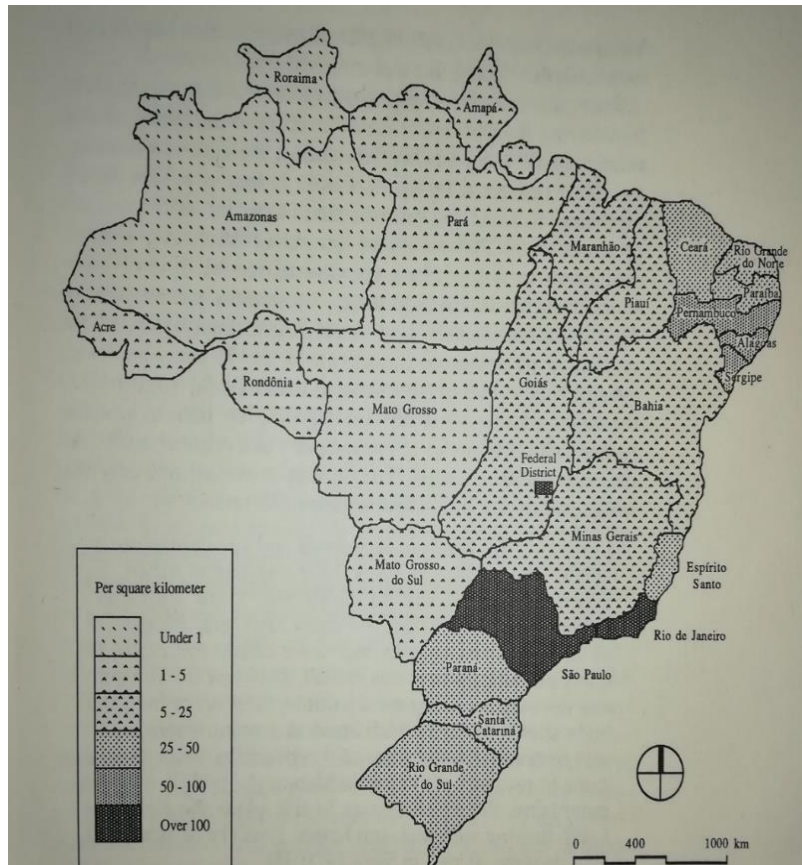 Roraima
Amapá
Amazonas
Pará
Maranhão
Ceará
Rio Grande
do Norte
Piauí
Paraíba
Pernambuco
Alagoas
Sergipe
Acre
Rondônia
Mato Grosso
Goiás
Bahia
Federal
District
Minas Gerais
Mato Grosso
do Sul
Espírito
Santo
Rio de Janeiro
São Paulo
Paraná
Santa
Catarina
Rio Grande
do Sul
Per square kilometer
Under 1
1 - 5
5 - 25
25 - 50
50 - 100
Over 100
0 400 1000 km